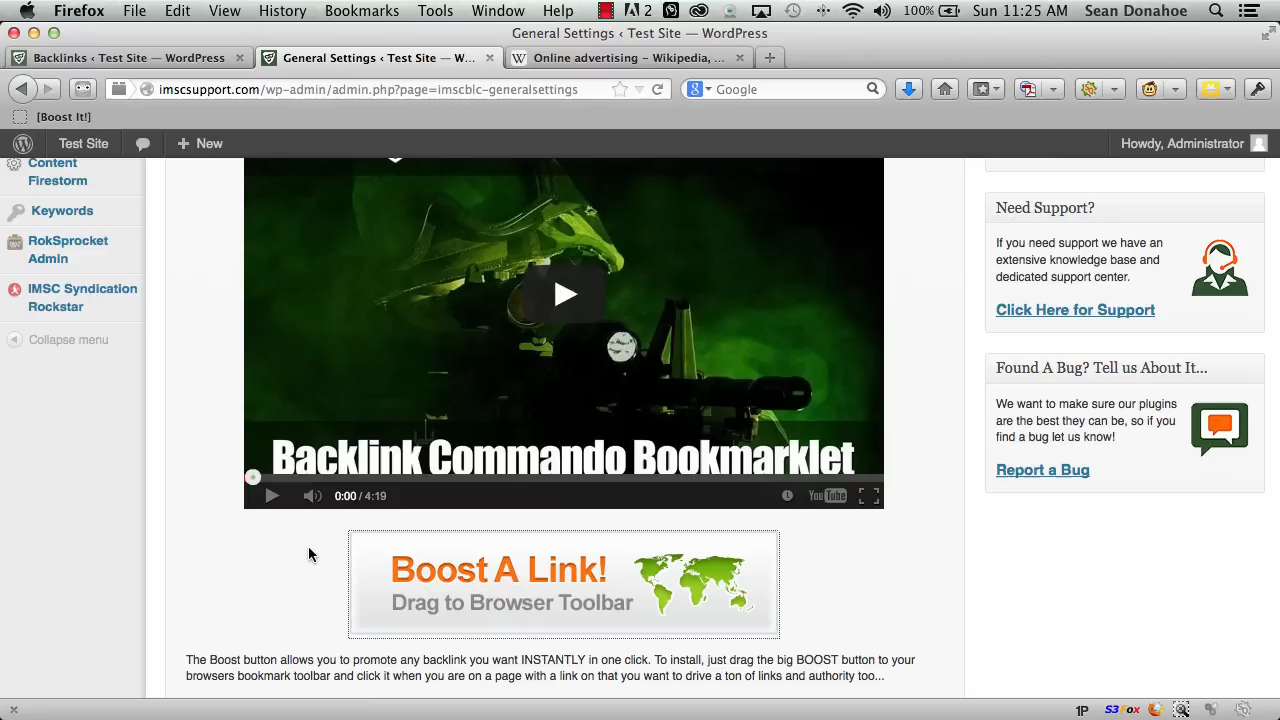 Firefox File Edit View History Bookmarks Tools Window Help 2 100% Sun 11:25 AM Sean Donahoe
General Settings ‹ Test Site — WordPress
Backlinks ‹ Test Site — WordPress General Settings ‹ Test Site — W... W Online advertising – Wikipedia, ...
imscsupport.com/wp-admin/admin.php?page=imscblc-generalsettings Google
[Boost It!]
Test Site + New Howdy, Administrator
Content
Firestorm
Keywords
RokSprocket
Admin
IMSC Syndication
Rockstar
Collapse menu
Backlink Commando Bookmarklet
0:00 / 4:19 YouTube
Boost A Link!
Drag to Browser Toolbar
The Boost button allows you to promote any backlink you want INSTANTLY in one click. To install, just drag the big BOOST button to your
browsers bookmark toolbar and click it when you are on a page with a link on that you want to drive a ton of links and authority too...
Need Support?
If you need support we have an
extensive knowledge base and
dedicated support center.
Click Here for Support
Found A Bug? Tell us About It...
We want to make sure our plugins
are the best they can be, so if you
find a bug let us know!
Report a Bug
1P S3Fox